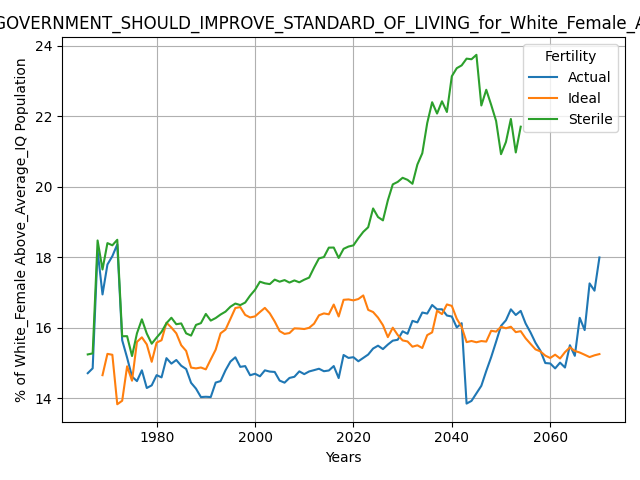 GOVERNMENT_SHOULD_IMPROVE_STANDARD_OF_LIVING_for_White_Female_A
% of White_Female Above_Average_IQ Population
24
22
20
18
16
14
Fertility
Actual
Ideal
Sterile
1980
2000
2020
2040
2060
Years